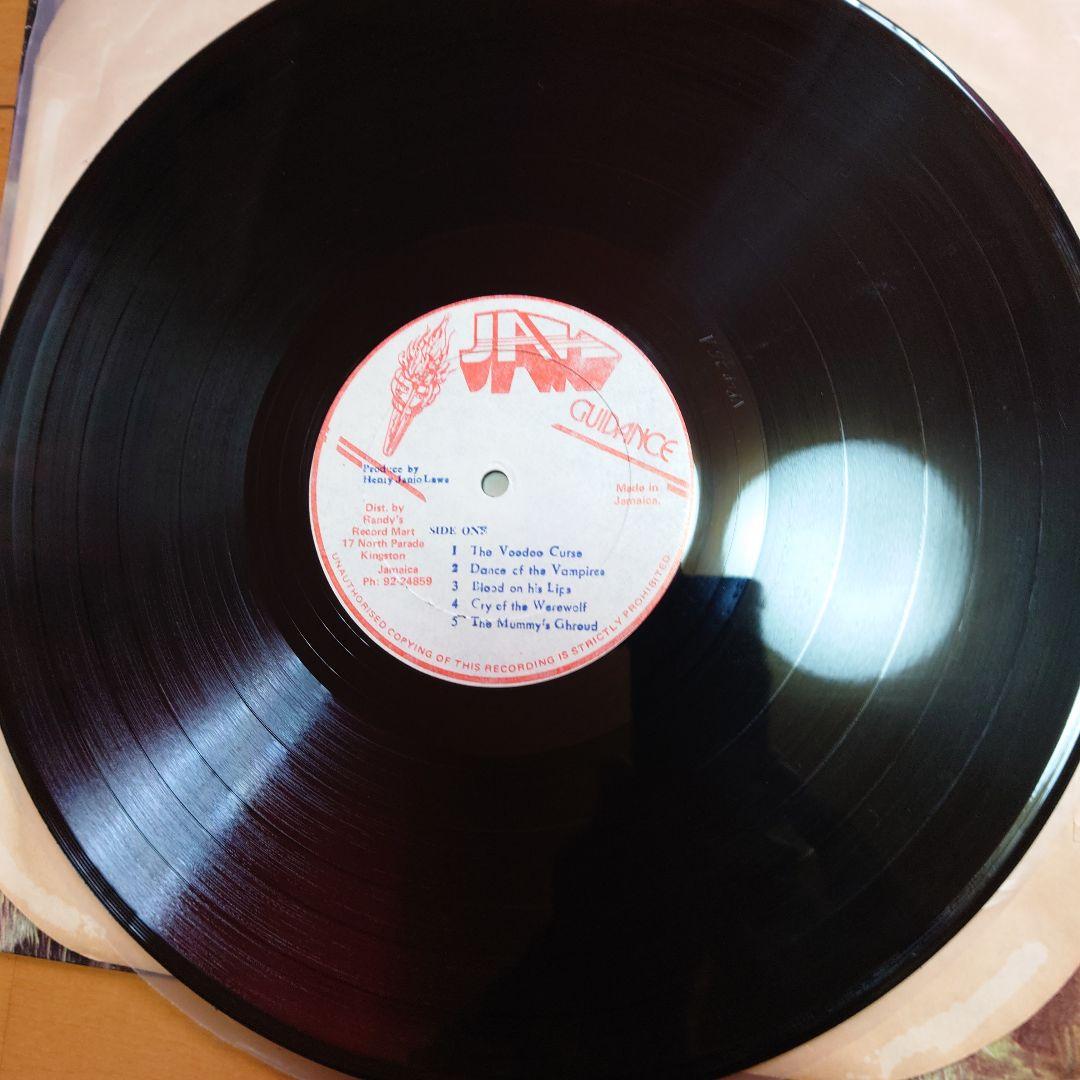 JAH
GUIDANCE
Produce by
Henry Janio Lawe
Made in
Jamaica.
Dist. by
Randy's
Record Mart
17 North Parade
Kingston
Jamaica
Ph: 92-24859
SIDE ONE
1 The Voodoo Curse
2 Dance of the Vampires
3 Blood on his Lips
4 Cry of the Werewolf
5 The Mummy's Ghroud
UNAUTHORISED COPYING OF THIS RECORDING IS STRICTLY PROHIBITED